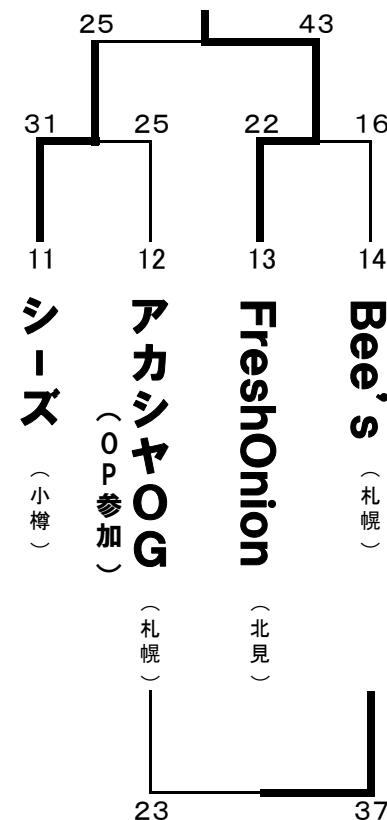 25 43
31 25 22 16
11 12 13 14
シーズ
（小樽）
アカシヤOG
（OP参加）
（札幌）
FreshOnion
（北見）
Bee's
（札幌）
23 37